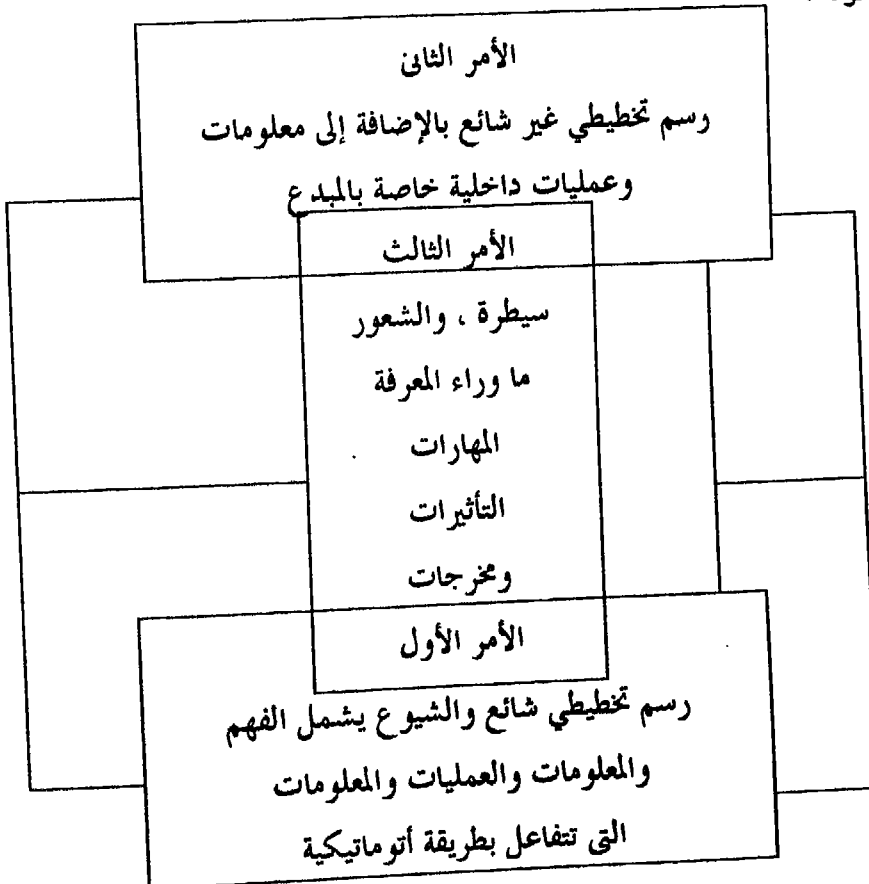 الأمر الثانى
رسم تخطيطي غير شائع بالإضافة إلى معلومات
وعمليات داخلية خاصة بالمبدع
الأمر الثالث
سيطرة ، والشعور
ما وراء المعرفة
المهارات
التأثيرات
ومخرجات
الأمر الأول
رسم تخطيطي شائع والشيوع يشمل الفهم
والمعلومات والعمليات والمعلومات
التى تتفاعل بطريقة أتوماتيكية